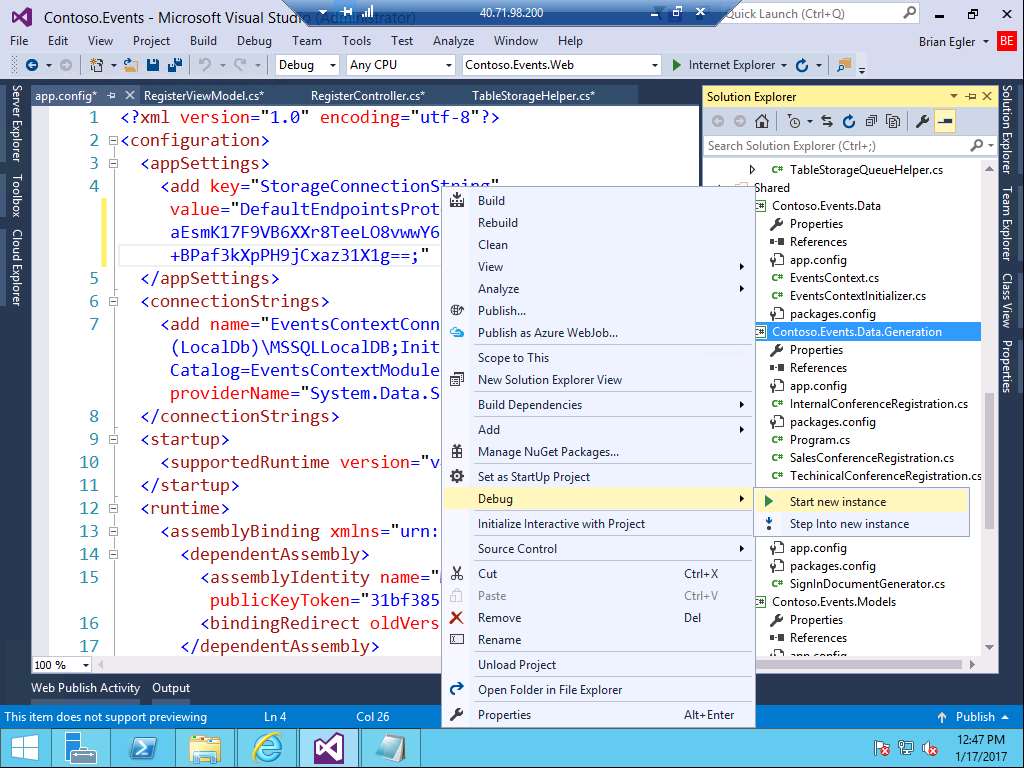 Contoso.Events - Microsoft Visual Studio (Administrator)
40.71.98.200
Quick Launch (Ctrl+Q)
File Edit View Project Build Debug Team Tools Test Analyze Window Help
Brian Egler BE
Debug Any CPU Contoso.Events.Web Internet Explorer
Server Explorer
Toolbox
Cloud Explorer
app.config* RegisterViewModel.cs* RegisterController.cs* TableStorageHelper.cs*
1 <?xml version="1.0" encoding="utf-8"?>
2 <configuration>
3 <appSettings>
4 <add key="StorageConnectionString"
value="DefaultEndpointsProt
aEsmK17F9VB6XXr8TeeLO8vwwY6
+BPaf3kXpPH9jCxaz31X1g==;"
5 </appSettings>
6 <connectionStrings>
7 <add name="EventsContextConn
(LocalDb)\MSSQLLocalDB;Init
Catalog=EventsContextModule
providerName="System.Data.S
8 </connectionStrings>
9 <startup>
10 <supportedRuntime version="v
11 </startup>
12 <runtime>
13 <assemblyBinding xmlns="urn:
14 <dependentAssembly>
15 <assemblyIdentity name="
publicKeyToken="31bf385
16 <bindingRedirect oldVers
17 </dependentAssembly>
100 %
Build
Rebuild
Clean
View
Analyze
Publish...
Publish as Azure WebJob...
Scope to This
New Solution Explorer View
Build Dependencies
Add
Manage NuGet Packages...
Set as StartUp Project
Debug
Initialize Interactive with Project
Source Control
Cut Ctrl+X
Paste Ctrl+V
Remove Del
Rename
Unload Project
Open Folder in File Explorer
Properties Alt+Enter
Start new instance
Step Into new instance
Solution Explorer
Search Solution Explorer (Ctrl+;)
C# TableStorageQueueHelper.cs
Shared
C# Contoso.Events.Data
Properties
References
app.config
C# EventsContext.cs
C# EventsContextInitializer.cs
packages.config
C# Contoso.Events.Data.Generation
Properties
References
app.config
C# InternalConferenceRegistration.cs
packages.config
C# Program.cs
C# SalesConferenceRegistration.cs
C# TechinicalConferenceRegistration.cs
app.config
packages.config
C# SignInDocumentGenerator.cs
C# Contoso.Events.Models
Properties
References
app.config
Solution Explorer
Team Explorer
Class View
Properties
Web Publish Activity Output
This item does not support previewing Ln 4 Col 26 Publish
12:47 PM
1/17/2017